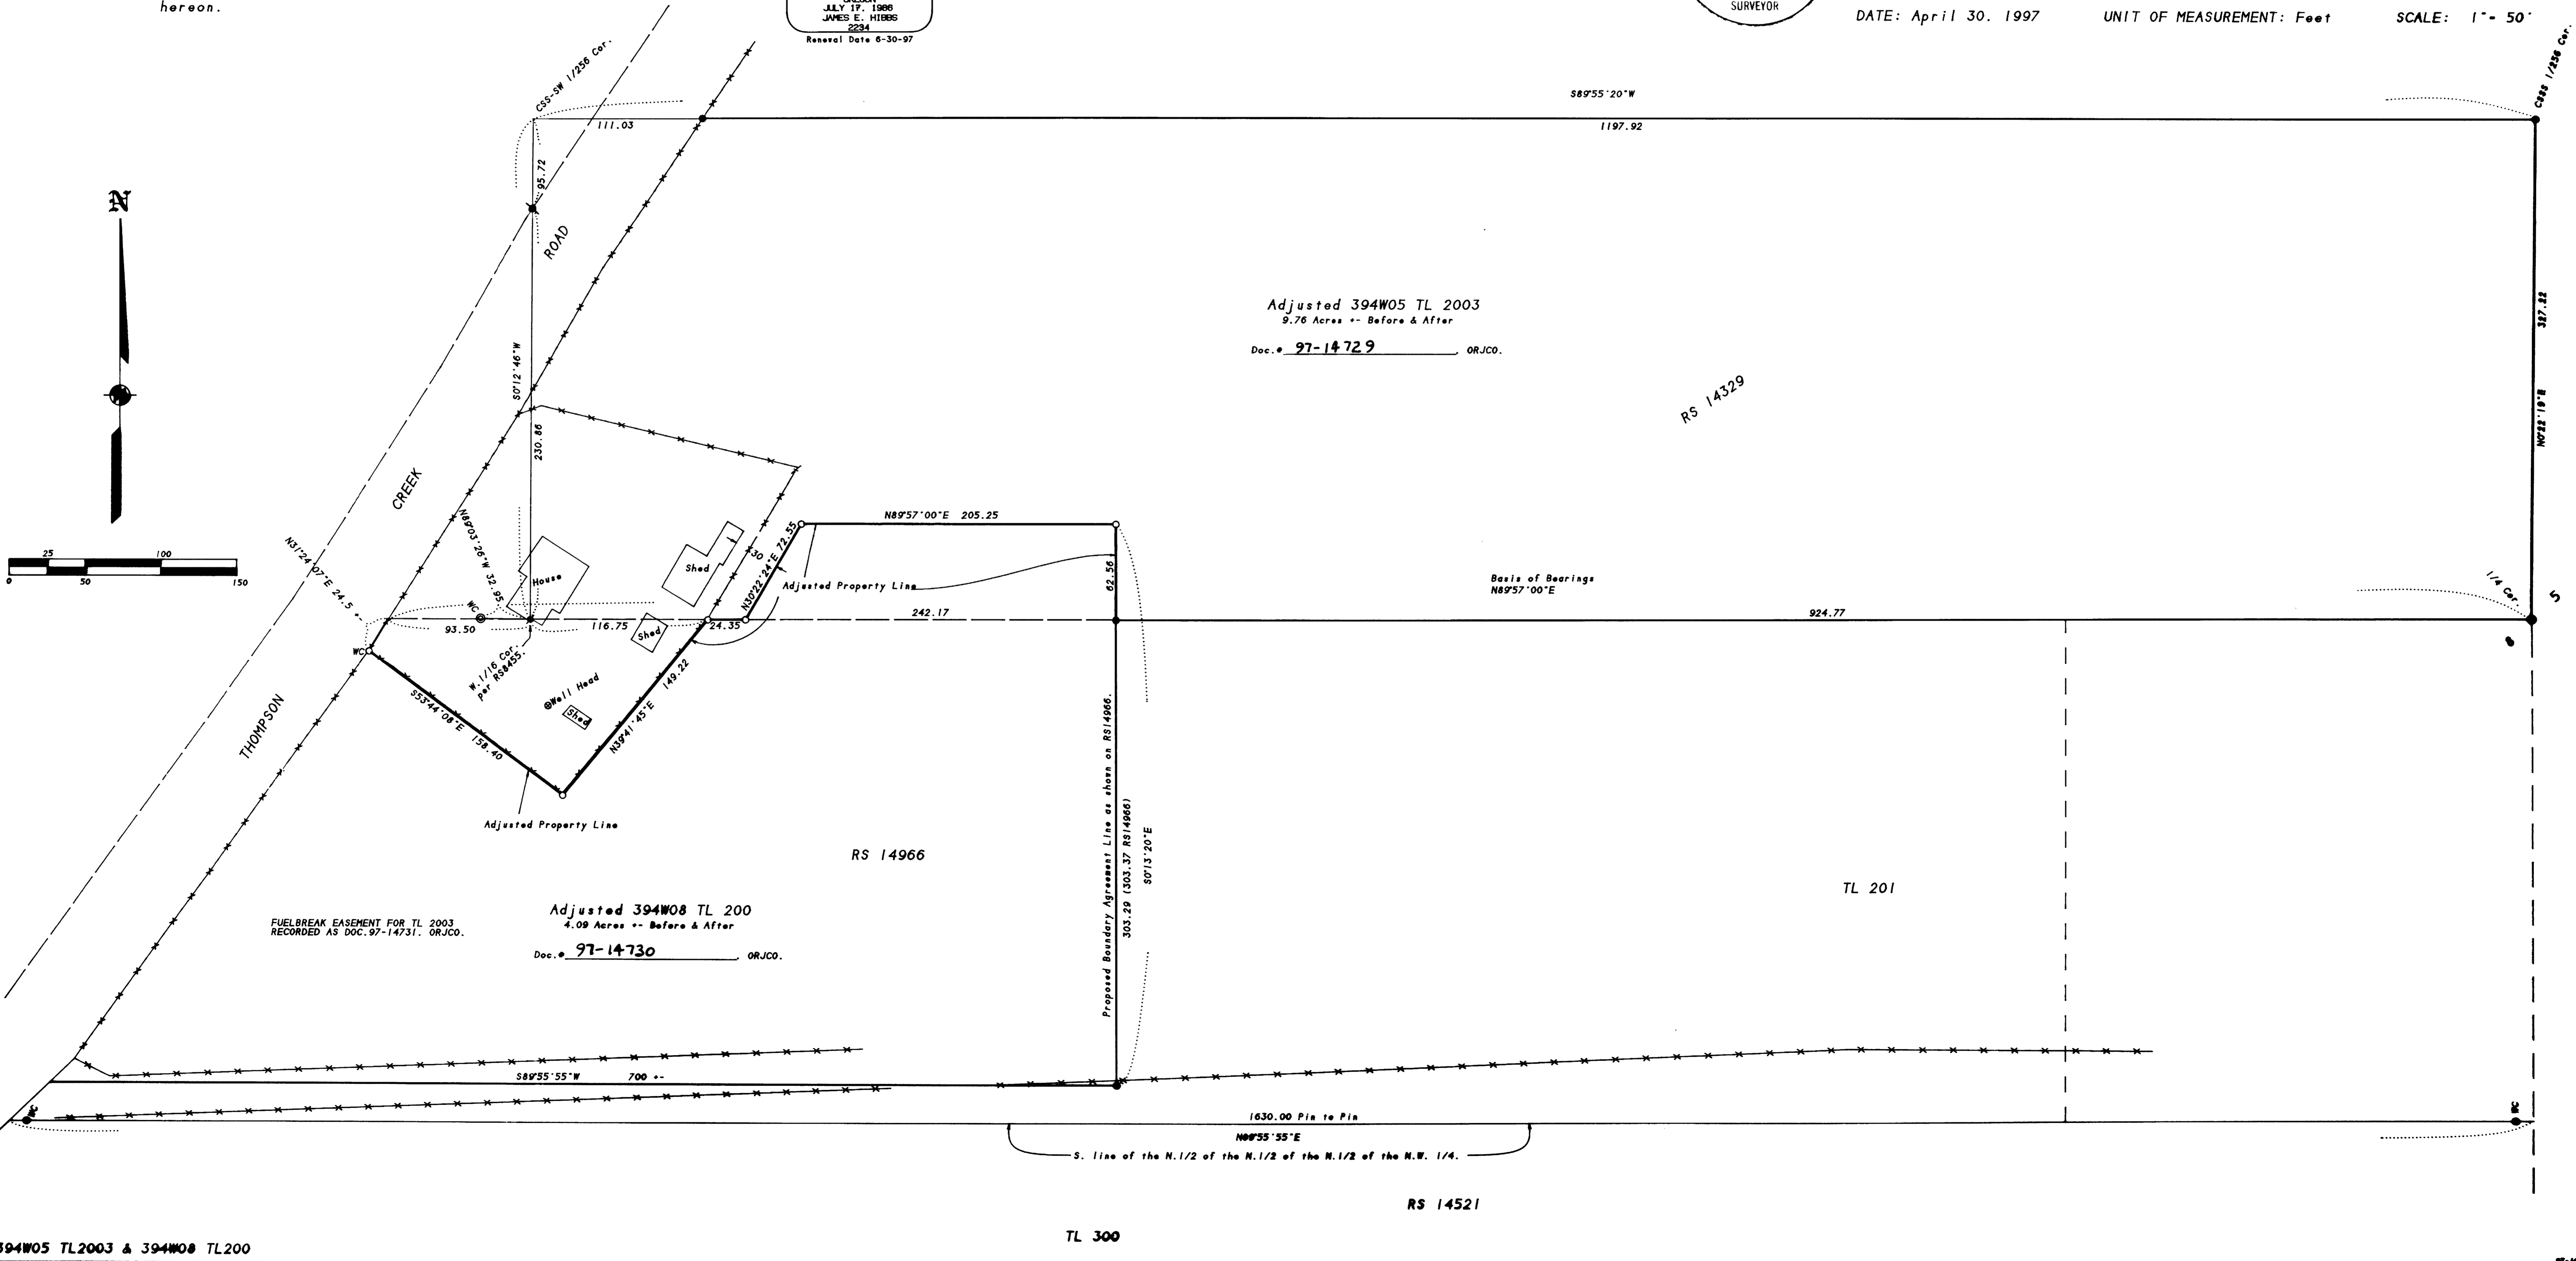 hereon.
JULY 17, 1986
JAMES E. HIBBS
2234
Renewal Date 6-30-97
SURVEYOR
DATE: April 30. 1997
UNIT OF MEASUREMENT: Feet
SCALE: 1"= 50'
CSS-SW 1/256 Cor.
CSSS 1/256 Cor.
S89°55'20"W
111.03
1197.92
95.72
N
ROAD
S0°12'46"W
230.86
Adjusted 394W05 TL 2003
9.76 Acres +- Before & After
Doc.# 97-14729 ORJCO.
RS 14329
327.22
N0°22'19"E
CREEK
N89°03'26"W 32.95
N31°24'07"E 24.5 +-
25 100
0 50 150
House
Shed
30
N30°22'24"E 72.55
N89°57'00"E 205.25
Adjusted Property Line
62.56
Basis of Bearings
N89°57'00"E
1/4 Cor.
5
8
WC
93.50
116.75
24.35
242.17
924.77
Shed
WC
W.1/16 Cor.
per RS8455.
Well Head
Shed
149.22
N39°41'45"E
S53°44'08"E
158.40
Adjusted Property Line
THOMPSON
Proposed Boundary Agreement Line as shown on RS14966.
303.29 (303.37 RS14966)
S0°13'20"E
RS 14966
TL 201
FUELBREAK EASEMENT FOR TL 2003
RECORDED AS DOC.97-14731. ORJCO.
Adjusted 394W08 TL 200
4.09 Acres +- Before & After
Doc.# 97-14730 ORJCO.
S89°55'55"W 700 +-
WC
WC
1630.00 Pin to Pin
N89°55'55"E
S. line of the N.1/2 of the N.1/2 of the N.1/2 of the N.W. 1/4.
RS 14521
TL 300
394W05 TL2003 & 394W08 TL200